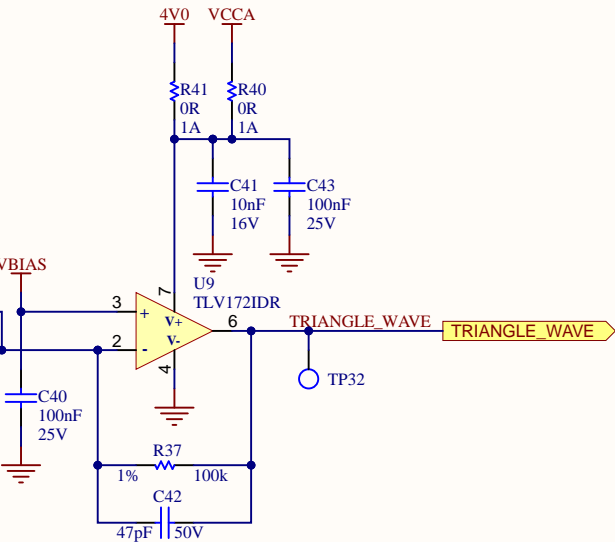 4V0
VCCA
R41
0R
1A
R40
0R
1A
C41
10nF
16V
C43
100nF
25V
VBIAS
U9
TLV172IDR
7
3
+
V+
6
2
-
V-
4
TRIANGLE_WAVE
TRIANGLE_WAVE
TP32
C40
100nF
25V
R37
1%
100k
C42
47pF
50V